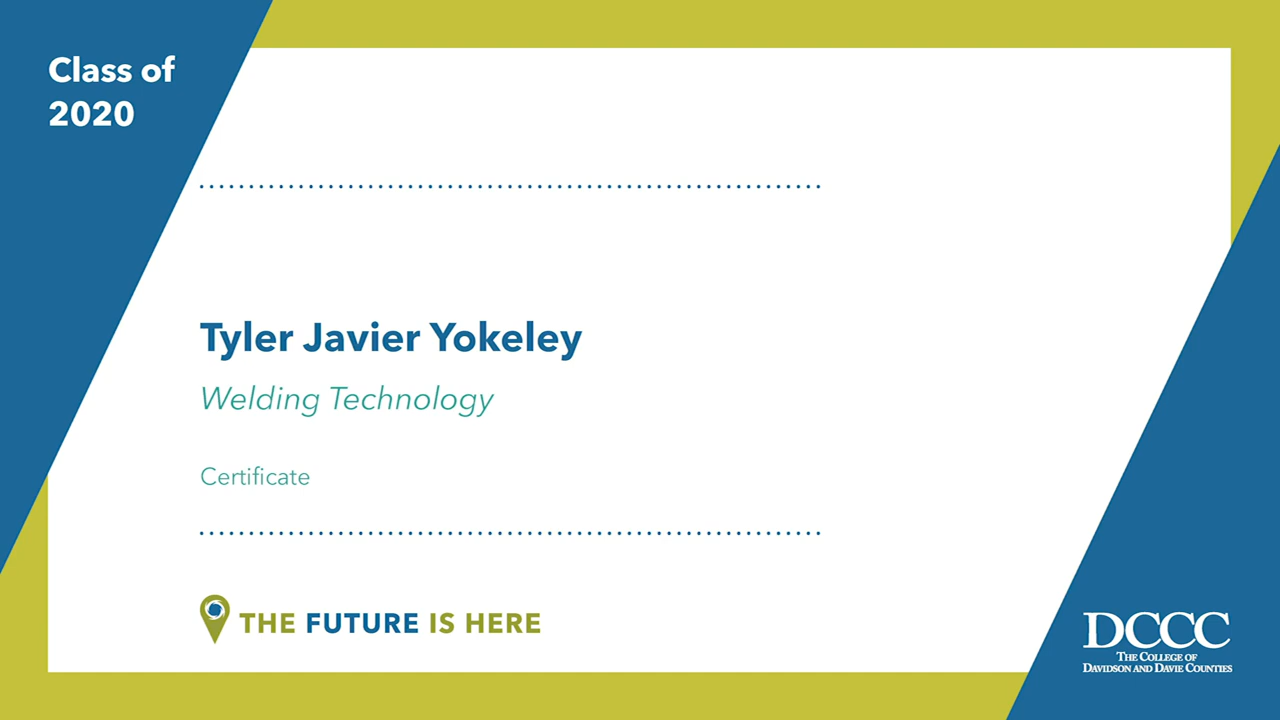 Class of
2020
Tyler Javier Yokeley
Welding Technology
Certificate
THE FUTURE IS HERE
DCCC
THE COLLEGE OF
DAVIDSON AND DAVIE COUNTIES